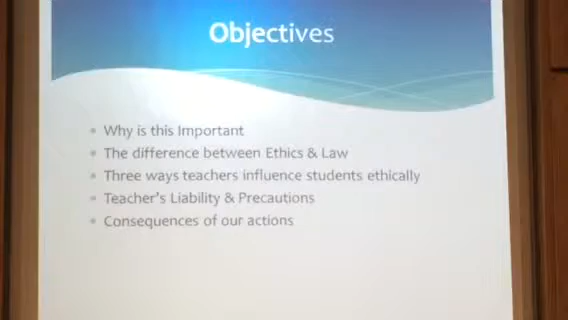 Objectives
• Why is this Important
• The difference between Ethics & Law
• Three ways teachers influence students ethically
• Teacher's Liability & Precautions
• Consequences of our actions